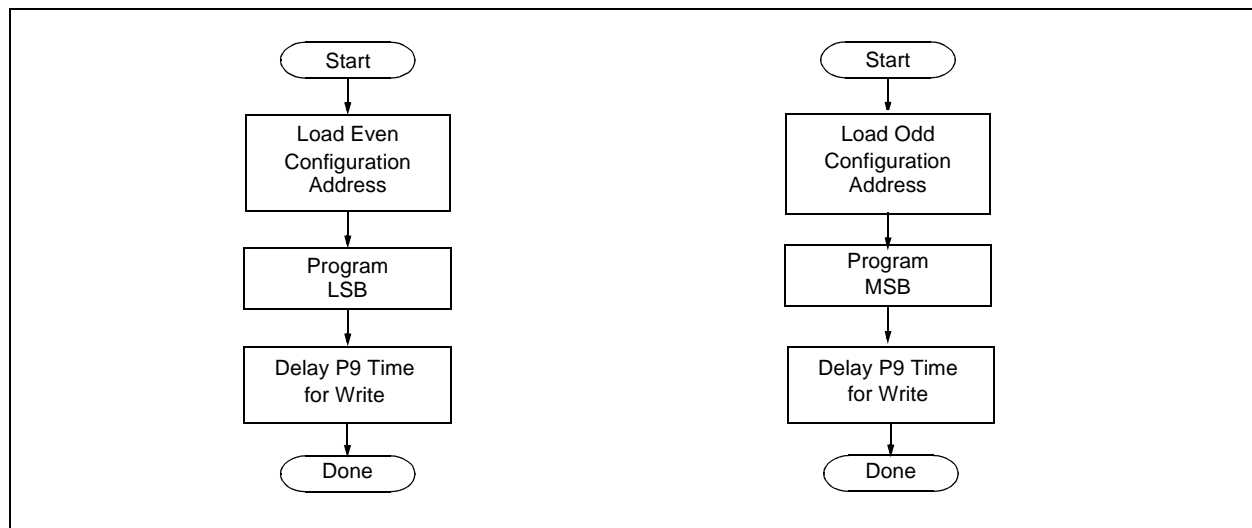 Start
Load Even
Configuration
Address
Program
LSB
Delay P9 Time
for Write
Done
Start
Load Odd
Configuration
Address
Program
MSB
Delay P9 Time
for Write
Done